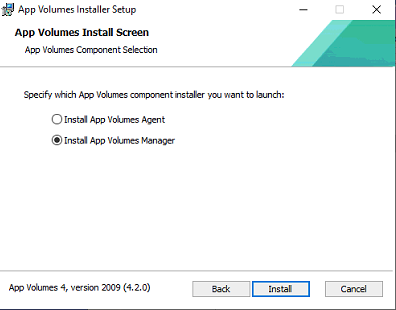 App Volumes Installer Setup
App Volumes Install Screen
App Volumes Component Selection
Specify which App Volumes component installer you want to launch:
Install App Volumes Agent
Install App Volumes Manager
App Volumes 4, version 2009 (4.2.0)
Back
Install
Cancel